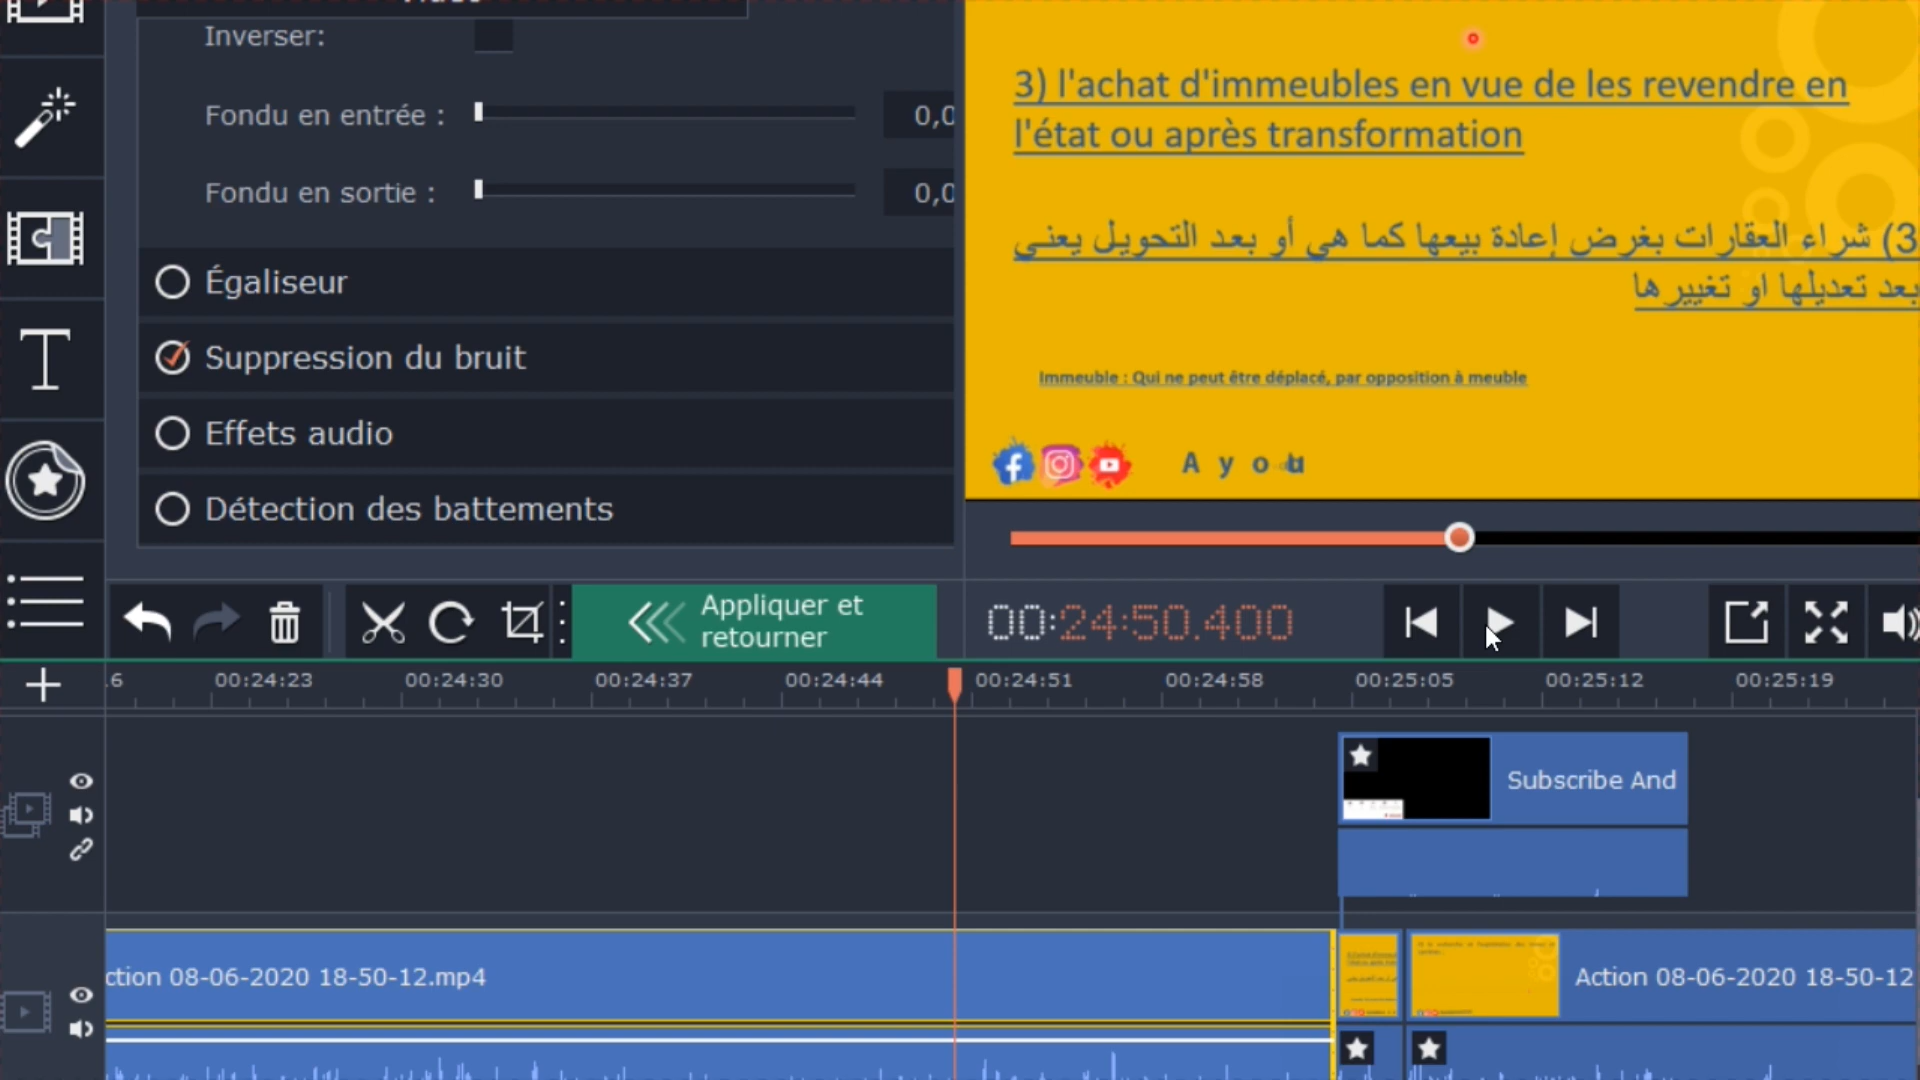 Inverser:
Fondu en entrée :
0,0
Fondu en sortie :
0,0
Égaliseur
Suppression du bruit
Effets audio
Détection des battements
3) l'achat d'immeubles en vue de les revendre en
l'état ou après transformation
3) شراء العقارات بغرض إعادة بيعها كما هي أو بعد التحويل يعني
بعد تعديلها او تغييرها
Immeuble : Qui ne peut être déplacé, par opposition à meuble
A y o u
Appliquer et
retourner
00:24:50.400
.6 00:24:23 00:24:30 00:24:37 00:24:44 00:24:51 00:24:58 00:25:05 00:25:12 00:25:19
Subscribe And
ction 08-06-2020 18-50-12.mp4
Action 08-06-2020 18-50-12